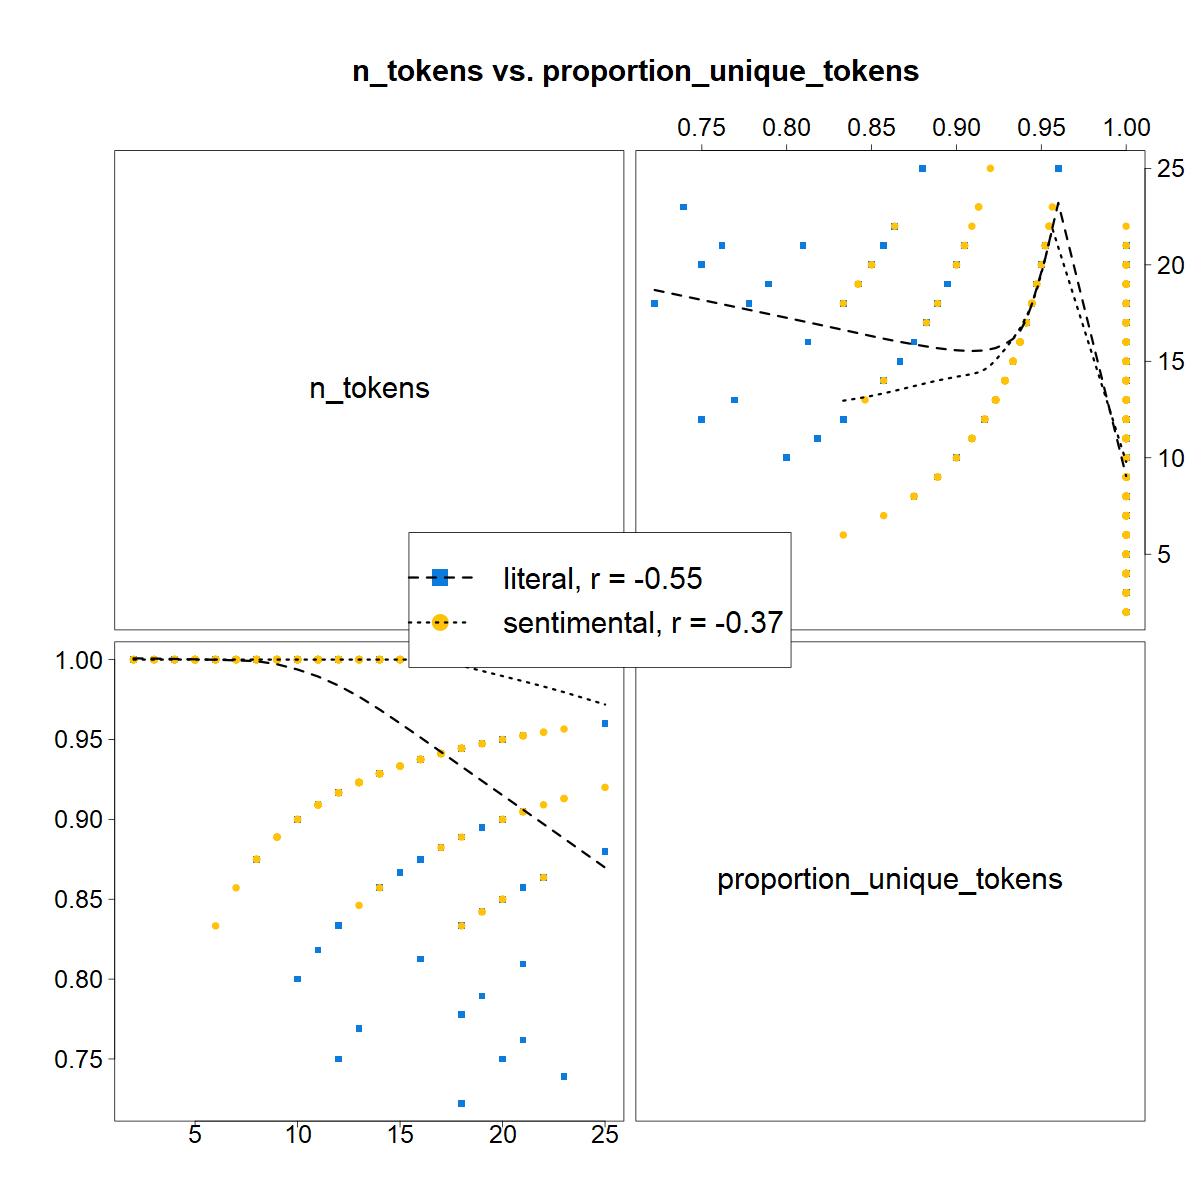 n_tokens vs. proportion_unique_tokens
0.75 0.80 0.85 0.90 0.95 1.00
25
20
15
10
5
n_tokens
literal, r = -0.55
sentimental, r = -0.37
1.00
0.95
0.90
0.85
0.80
0.75
proportion_unique_tokens
5 10 15 20 25